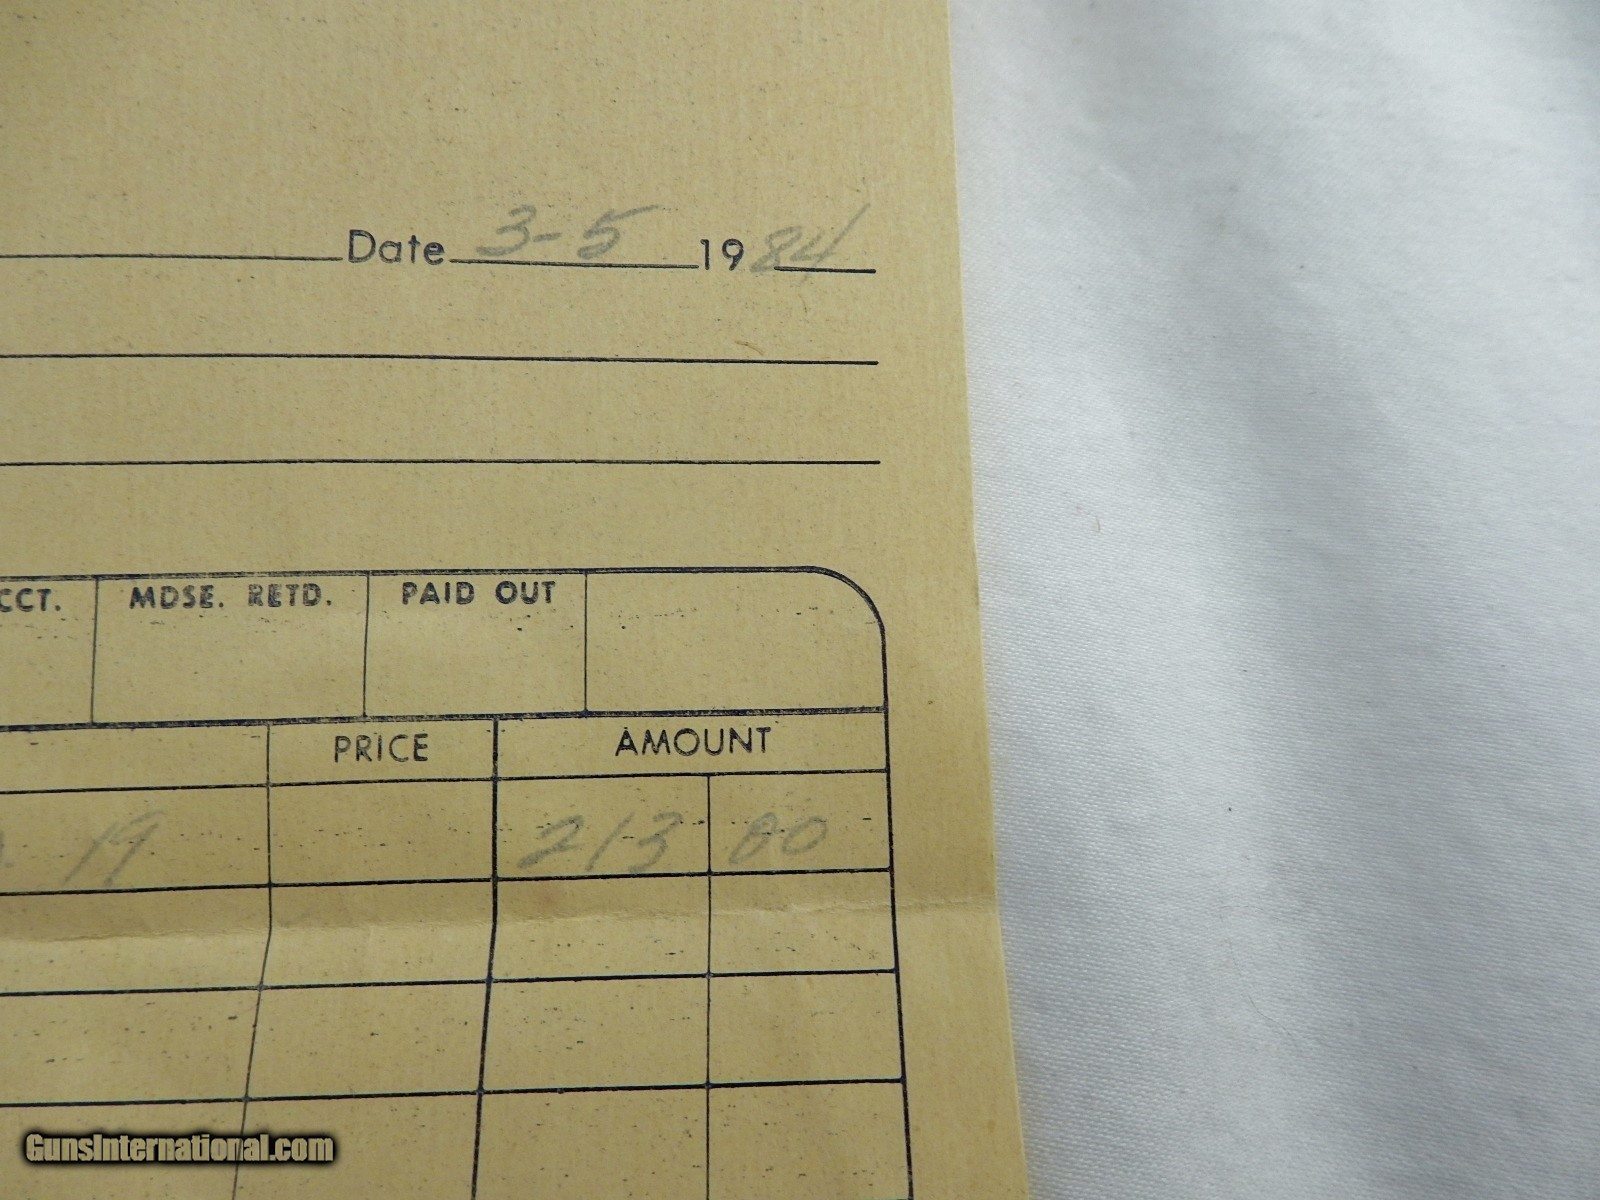 Date 3-5 1984
CCT. MDSE. RETD. PAID OUT
PRICE AMOUNT
19 213 00
GunsInternational.com